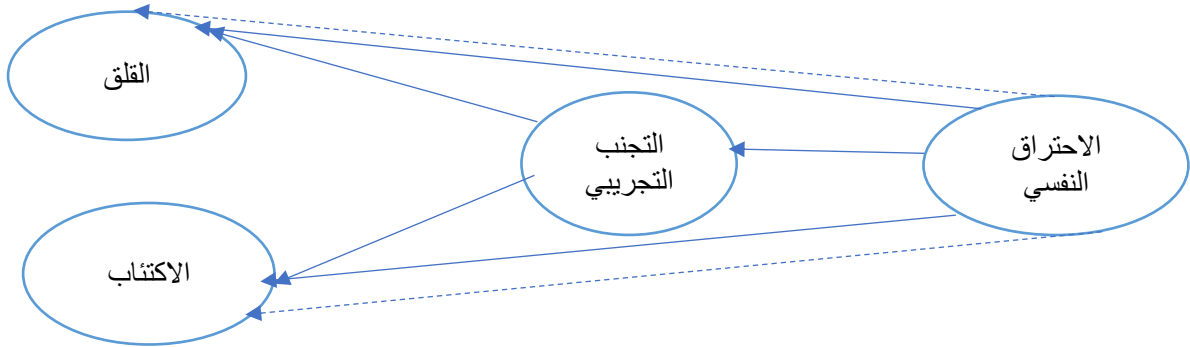 القلق
الاحتراق
النفسي
التجنب
التجريبي
الاكتئاب